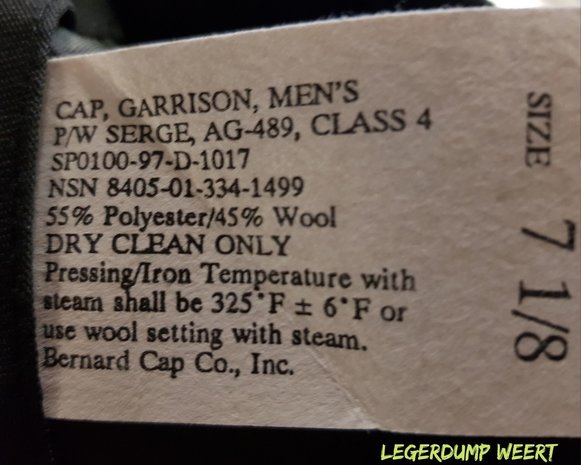 CAP, GARRISON, MEN'S
P/W SERGE, AG-489, CLASS 4
SP0100-97-D-1017
NSN 8405-01-334-1499
55% Polyester/45% Wool
DRY CLEAN ONLY
Pressing/Iron Temperature with
steam shall be 325°F ± 6°F or
use wool setting with steam.
Bernard Cap Co., Inc.
SIZE 7 1/8
LEGERDUMP WEERT